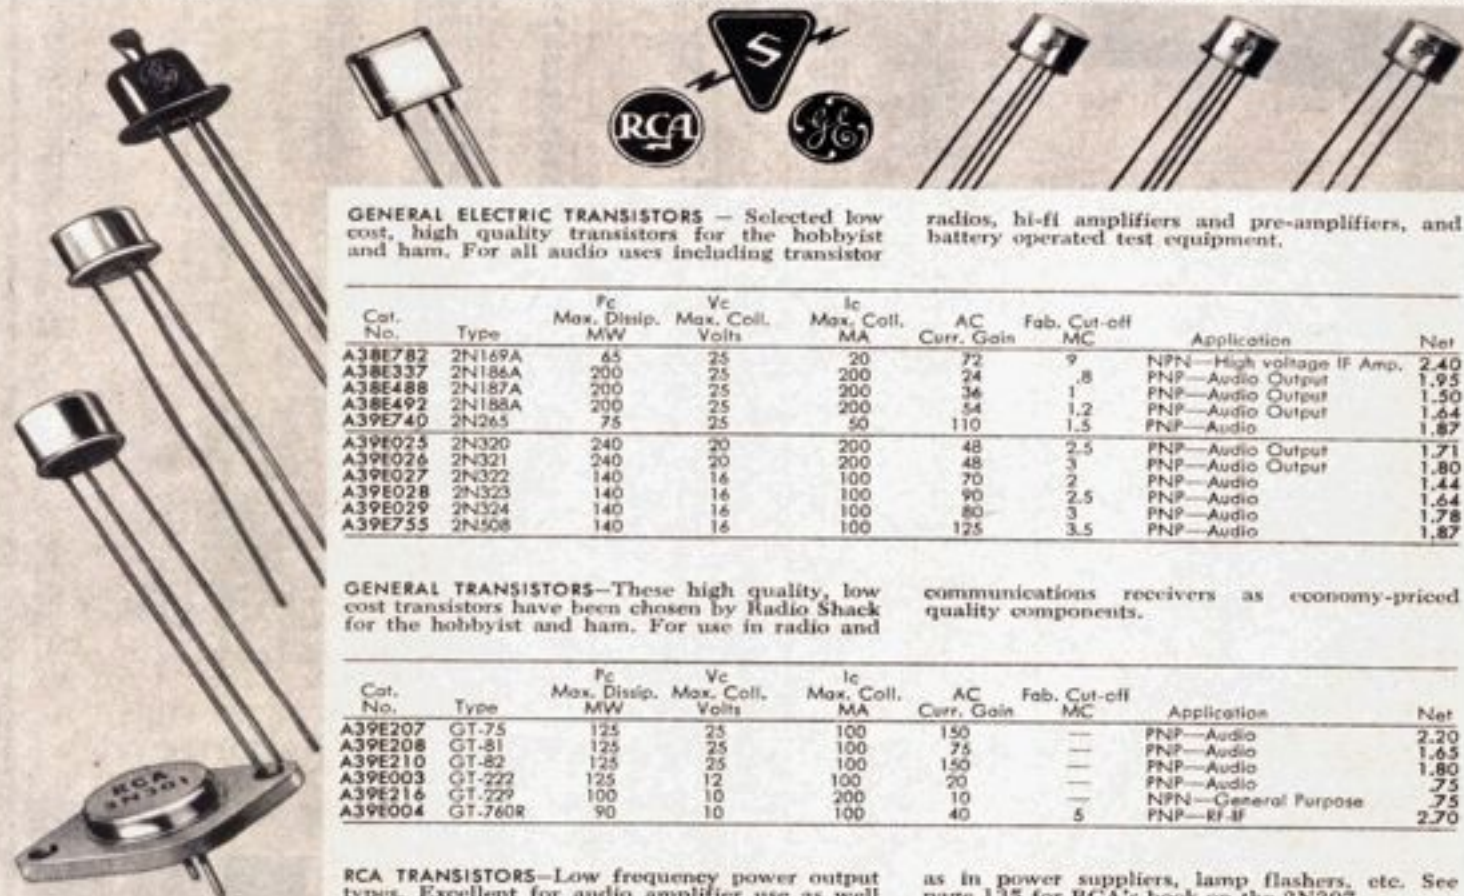 S
RCA
GE
GENERAL ELECTRIC TRANSISTORS — Selected low
cost, high quality transistors for the hobbyist
and ham. For all audio uses including transistor
radios, hi-fi amplifiers and pre-amplifiers, and
battery operated test equipment.
Cat. No. Type Pc Max. Dissip. MW Vc Max. Coll. Volts Ic Max. Coll. MA AC Curr. Gain Fab. Cut-off MC Application Net
A38E782 2N169A 65 25 20 72 9 NPN—High voltage IF Amp. 2.40
A38E337 2N186A 200 25 200 24 .8 PNP—Audio Output 1.95
A38E488 2N187A 200 25 200 36 1 PNP—Audio Output 1.50
A38E492 2N188A 200 25 200 54 1.2 PNP—Audio Output 1.64
A39E740 2N265 75 25 50 110 1.5 PNP—Audio 1.87
A39E025 2N320 240 20 200 48 2.5 PNP—Audio Output 1.71
A39E026 2N321 240 20 200 48 3 PNP—Audio Output 1.80
A39E027 2N322 140 16 100 70 2 PNP—Audio 1.44
A39E028 2N323 140 16 100 90 2.5 PNP—Audio 1.64
A39E029 2N324 140 16 100 80 3 PNP—Audio 1.78
A39E755 2N508 140 16 100 125 3.5 PNP—Audio 1.87
GENERAL TRANSISTORS—These high quality, low
cost transistors have been chosen by Radio Shack
for the hobbyist and ham. For use in radio and
communications receivers as economy-priced
quality components.
Cat. No. Type Pc Max. Dissip. MW Vc Max. Coll. Volts Ic Max. Coll. MA AC Curr. Gain Fab. Cut-off MC Application Net
A39E207 GT-75 125 25 100 150 — PNP—Audio 2.20
A39E208 GT-81 125 25 100 75 — PNP—Audio 1.65
A39E210 GT-82 125 25 100 150 — PNP—Audio 1.80
A39E003 GT-222 125 12 100 20 — PNP—Audio .75
A39E216 GT-229 100 10 200 10 — NPN—General Purpose .75
A39E004 GT-760R 90 10 100 40 5 PNP—RF-IF 2.70
RCA
2N301
RCA TRANSISTORS—Low frequency power output
types. Excellent for audio amplifier use as well
as in power suppliers, lamp flashers, etc. See
page 135 for RCA's book on